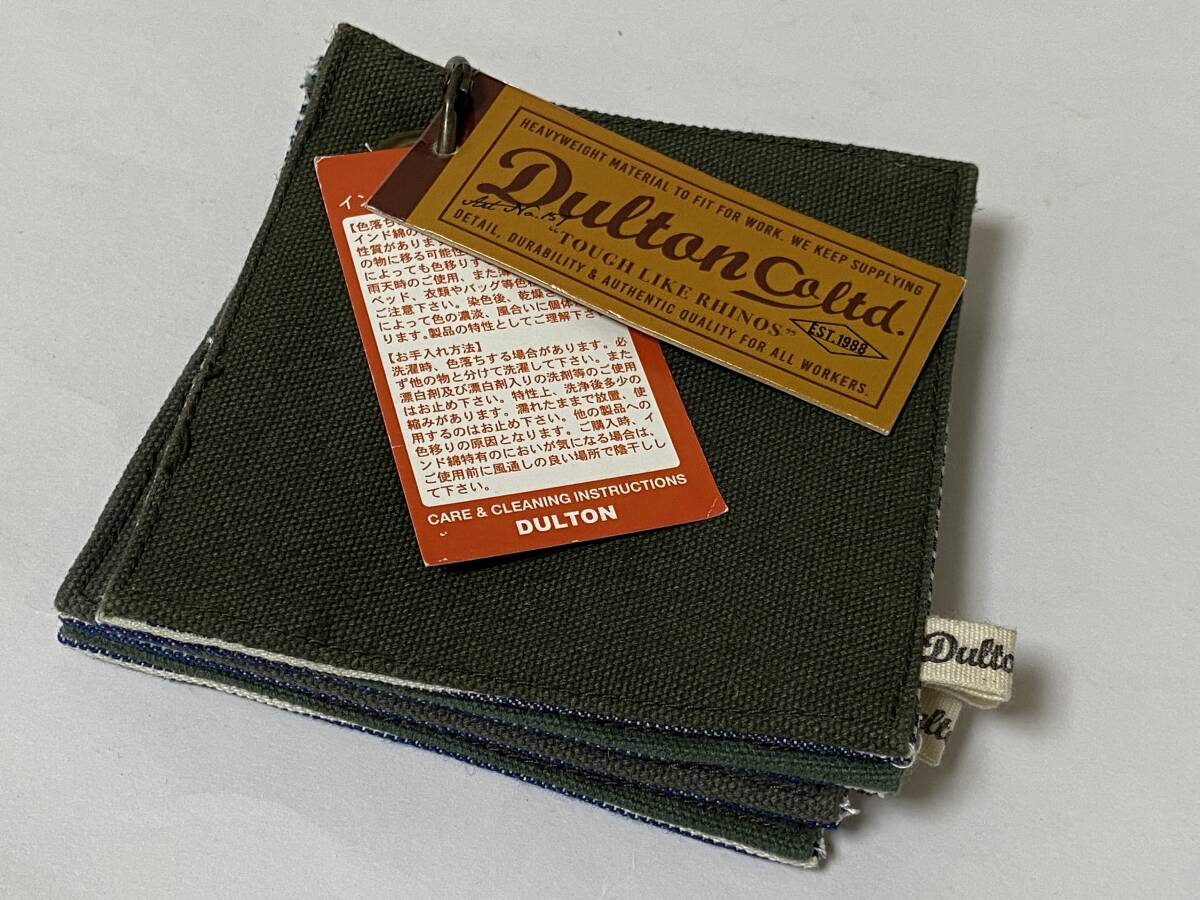 HEAVYWEIGHT MATERIAL TO FIT FOR WORK. WE KEEP SUPPLYING
Dulton Co ltd.
Art No.
"TOUGH LIKE RHINOS"
EST.1988
DETAIL, DURABILITY & AUTHENTIC QUALITY FOR ALL WORKERS.
イン
【色落ち
インド綿の
性質がありま
の物に移る可能性
によっても色移りす
雨天時のご使用、また薄
ベッド、衣類やバッグ等色
ご注意下さい。染色後、乾燥
によって色の濃淡、風合いに個体
ります。製品の特性としてご理解下さ
【お手入れ方法】
洗濯時、色落ちする場合があります。必
ず他の物と分けて洗濯して下さい。また
漂白剤及び漂白剤入りの洗剤等のご使用
はお止め下さい。特性上、洗浄後多少の
縮みがあります。濡れたままで放置、使
用するのはお止め下さい。他の製品への
色移りの原因となります。ご購入時、イ
ンド綿特有のにおいが気になる場合は、
ご使用前に風通しの良い場所で陰干しし
て下さい。
CARE & CLEANING INSTRUCTIONS
DULTON
Dulto
ult